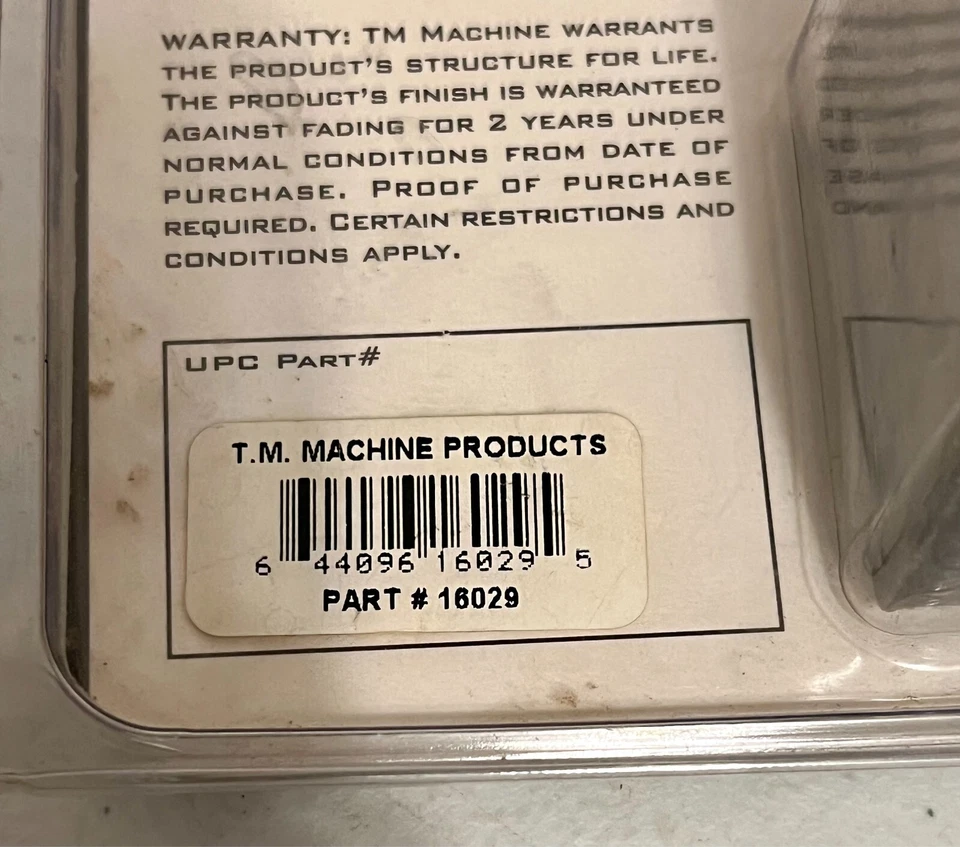 WARRANTY: TM MACHINE WARRANTS
THE PRODUCT'S STRUCTURE FOR LIFE.
THE PRODUCT'S FINISH IS WARRANTEED
AGAINST FADING FOR 2 YEARS UNDER
NORMAL CONDITIONS FROM DATE OF
PURCHASE. PROOF OF PURCHASE
REQUIRED. CERTAIN RESTRICTIONS AND
CONDITIONS APPLY.
UPC PART#
T.M. MACHINE PRODUCTS
6 44096 16029 5
PART # 16029